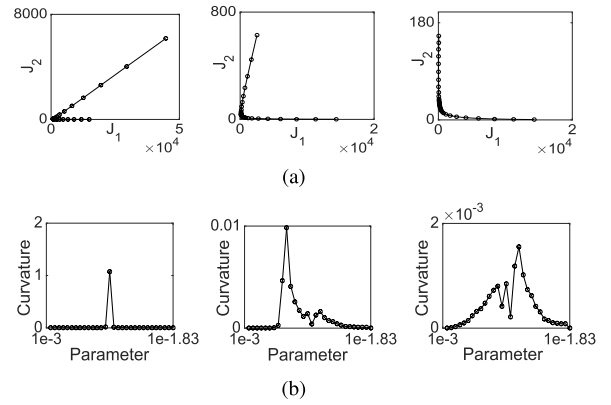 8000
J2
0
0
J1
5
×10^4
800
J2
0
0
J1
2
×10^4
180
J2
0
0
J1
2
×10^4
(a)
2
Curvature
1
0
1e-3
1e-1.83
Parameter
0.01
Curvature
0
1e-3
1e-1.83
Parameter
2 ×10^-3
Curvature
0
1e-3
1e-1.83
Parameter
(b)